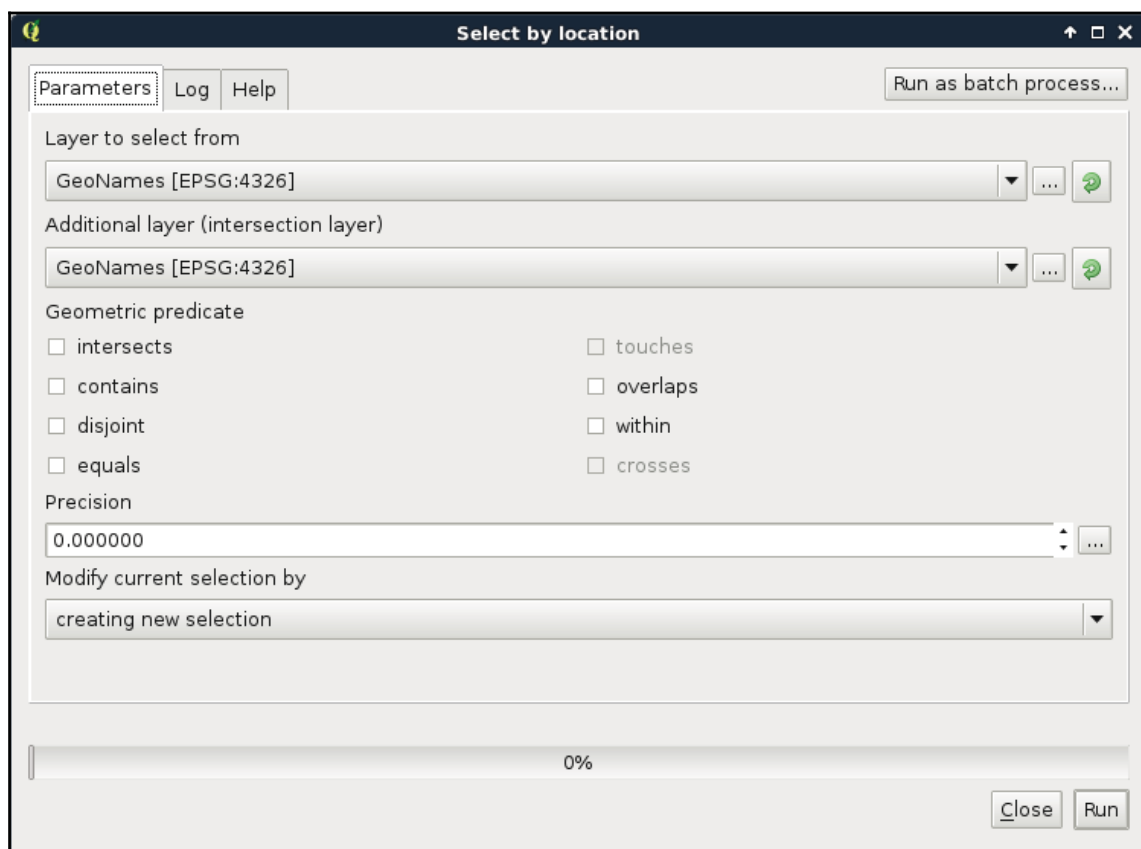 Select by location
Parameters Log Help Run as batch process...
Layer to select from
GeoNames [EPSG:4326] ...
Additional layer (intersection layer)
GeoNames [EPSG:4326] ...
Geometric predicate
intersects touches
contains overlaps
disjoint within
equals crosses
Precision
0.000000 ...
Modify current selection by
creating new selection
0%
Close Run